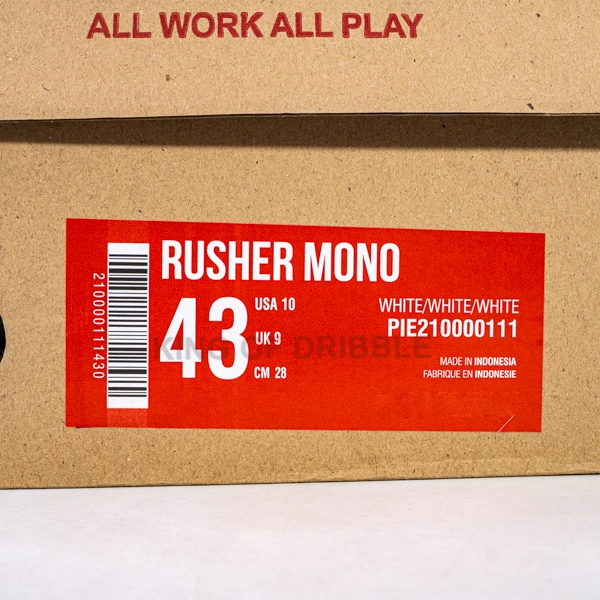 ALL WORK ALL PLAY
RUSHER MONO
43
USA 10
UK 9
CM 28
WHITE/WHITE/WHITE
PIE210000111
MADE IN INDONESIA
FABRIQUE EN INDONESIE
210000111430
KING OF DRIBBLE